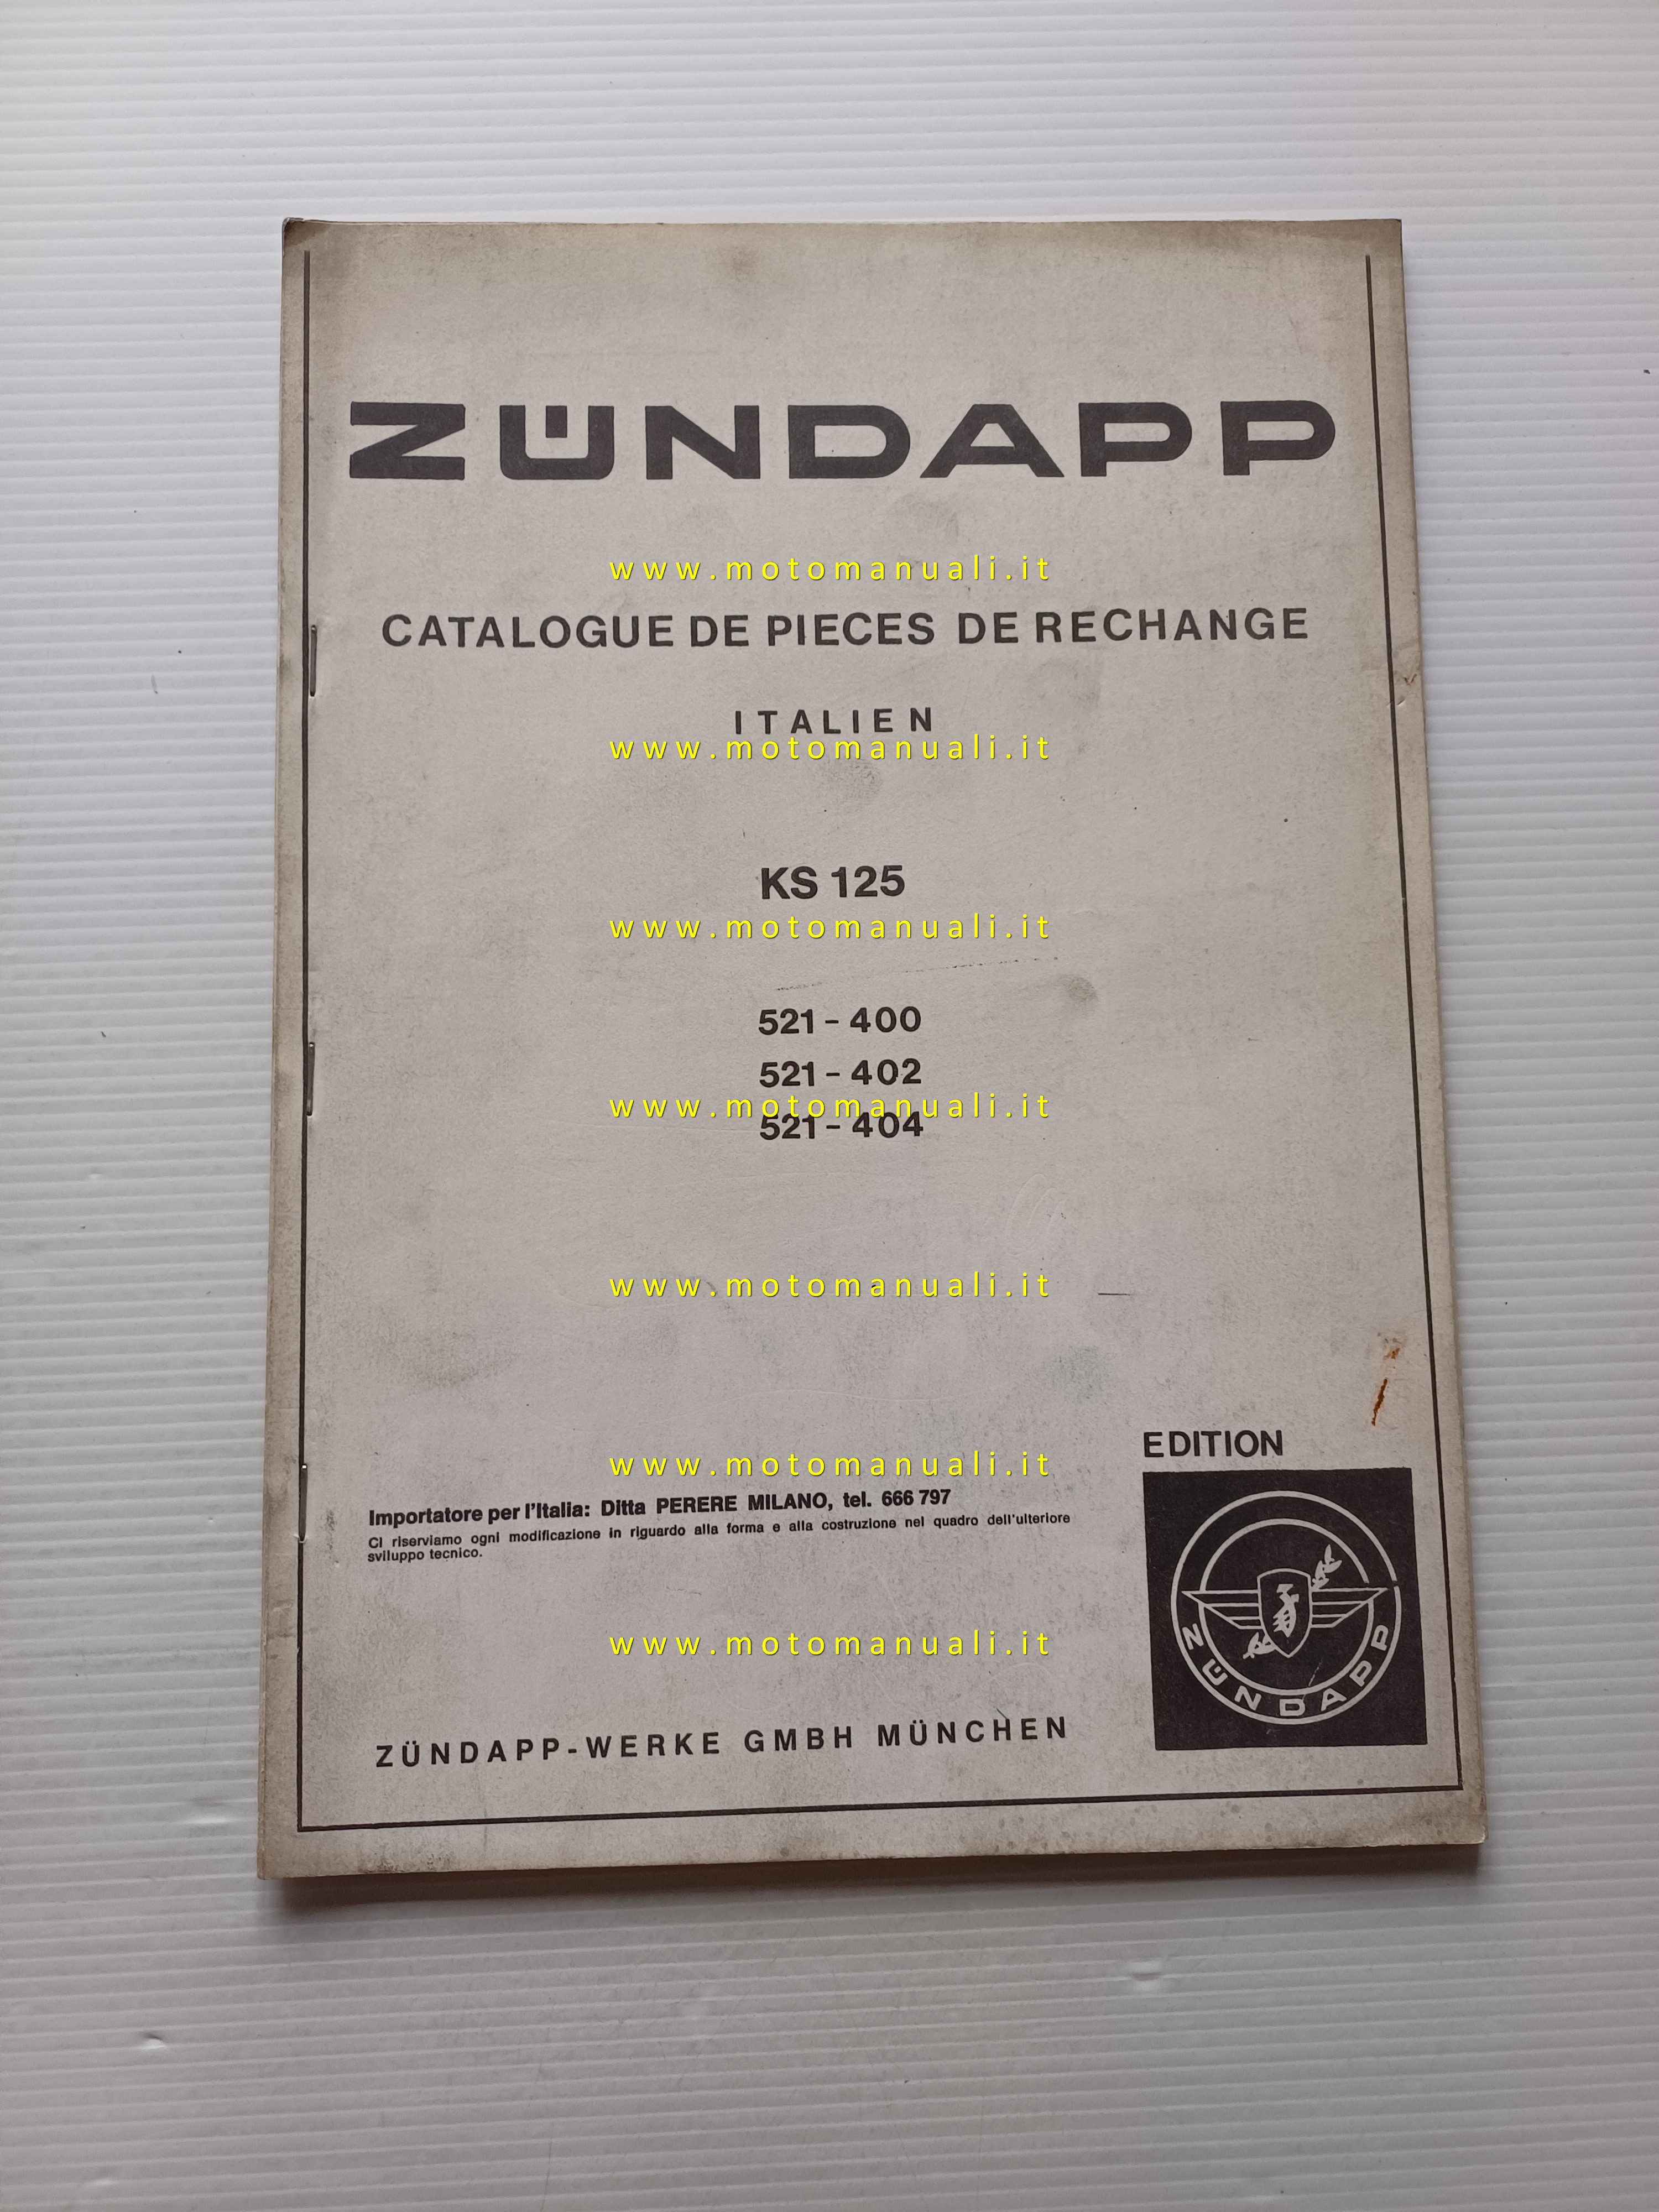 ZÜNDAPP
www.motomanuali.it
CATALOGUE DE PIECES DE RECHANGE
ITALIEN
www.motomanuali.it
KS 125
www.motomanuali.it
521-400
521-402
www.motomanuali.it
521-404
www.motomanuali.it
EDITION
www.motomanuali.it
Importatore per l'Italia: Ditta PERERE MILANO, tel. 666 797
Ci riserviamo ogni modificazione in riguardo alla forma e alla costruzione nel quadro dell'ulteriore
sviluppo tecnico.
www.motomanuali.it
ZÜNDAPP
ZÜNDAPP-WERKE GMBH MÜNCHEN